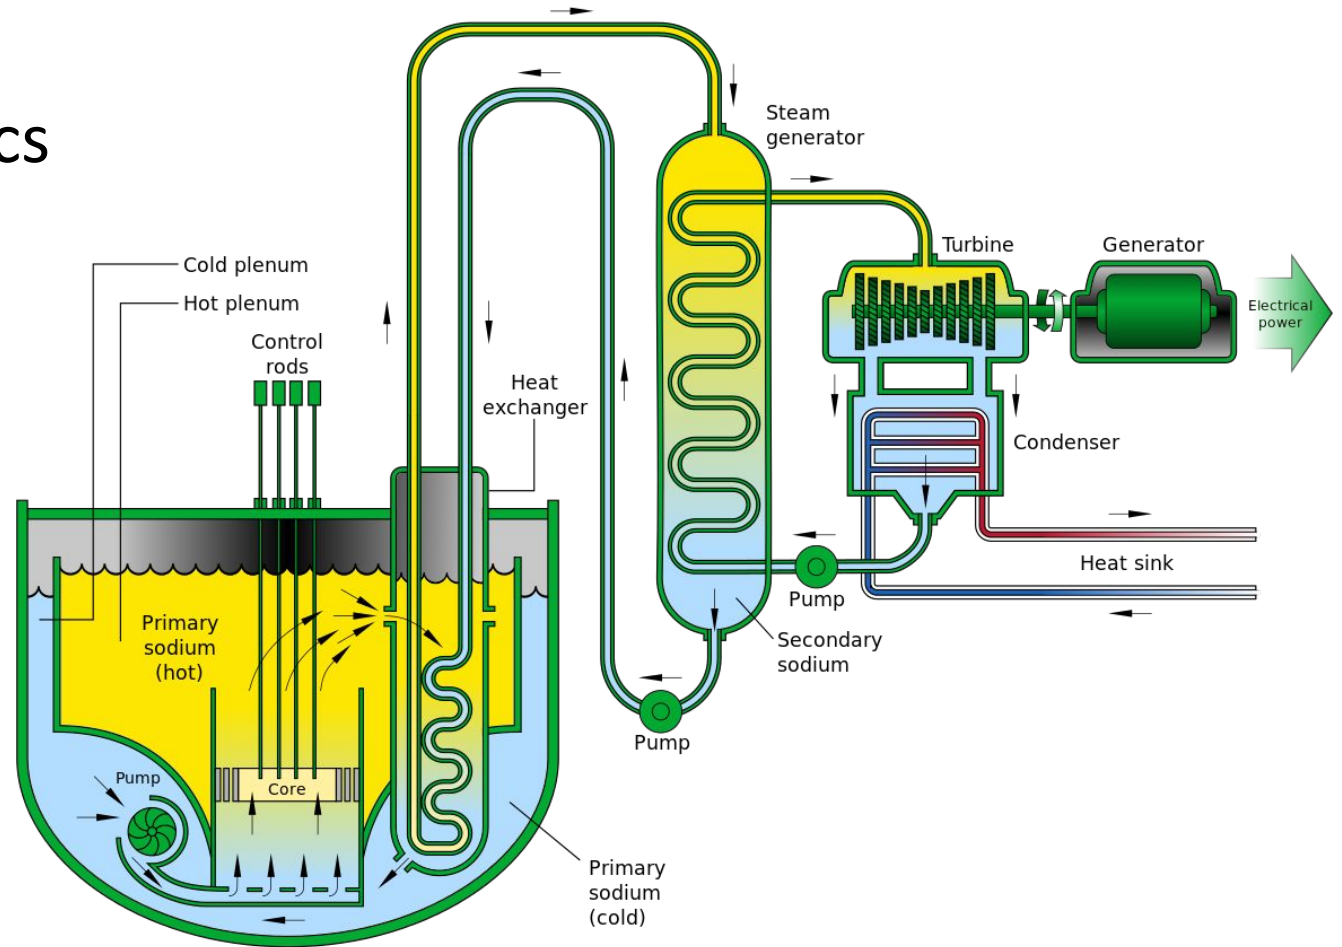 cs
Steam
generator
Turbine
Generator
Cold plenum
Hot plenum
Electrical
power
Control
rods
Heat
exchanger
Condenser
Heat sink
Pump
Primary
sodium
(hot)
Secondary
sodium
Pump
Pump
Core
Primary
sodium
(cold)